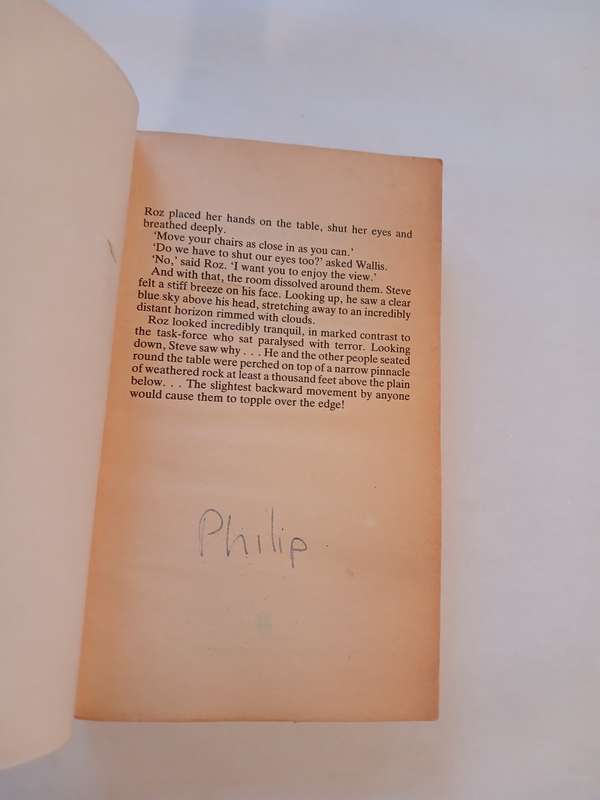 Roz placed her hands on the table, shut her eyes and
breathed deeply.
‘Move your chairs as close in as you can.’
‘Do we have to shut our eyes too?’ asked Wallis.
‘No,’ said Roz. ‘I want you to enjoy the view.’
And with that, the room dissolved around them. Steve
felt a stiff breeze on his face. Looking up, he saw a clear
blue sky above his head, stretching away to an incredibly
distant horizon rimmed with clouds.
Roz looked incredibly tranquil, in marked contrast to
the task-force who sat paralysed with terror. Looking
down, Steve saw why . . . He and the other people seated
round the table were perched on top of a narrow pinnacle
of weathered rock at least a thousand feet above the plain
below. . . The slightest backward movement by anyone
would cause them to topple over the edge!
Philip